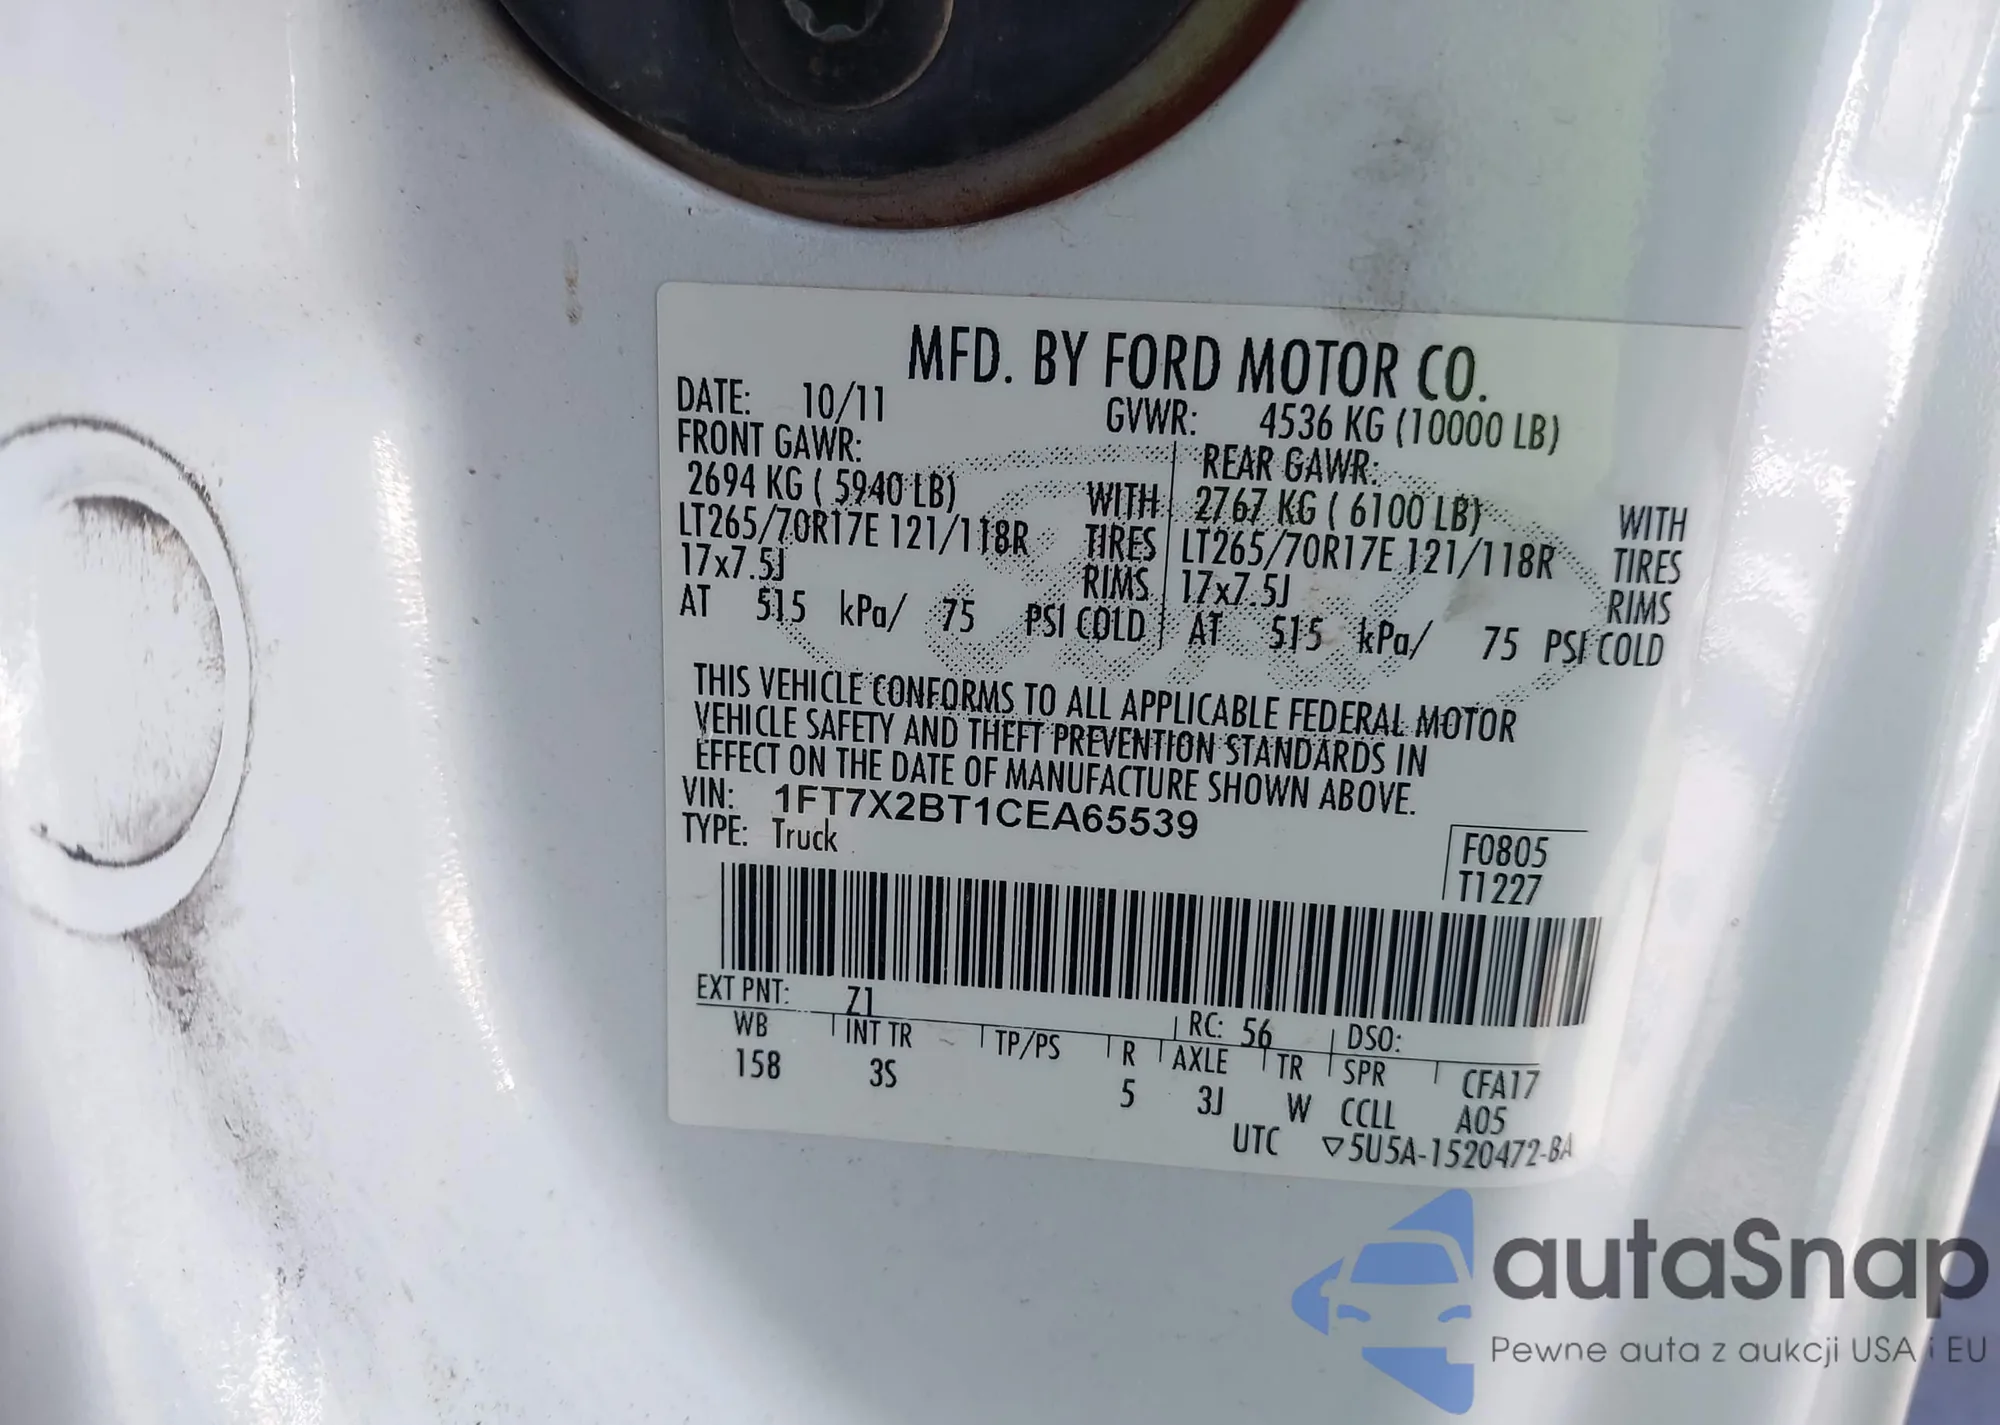 MFD. BY FORD MOTOR CO.
DATE: 10/11 GVWR: 4536 KG (10000 LB)
FRONT GAWR: REAR GAWR:
2694 KG ( 5940 LB) WITH 2767 KG ( 6100 LB) WITH
LT265/70R17E 121/118R TIRES LT265/70R17E 121/118R TIRES
17x7.5J RIMS 17x7.5J RIMS
AT 515 kPa/ 75 PSI COLD AT 515 kPa/ 75 PSI COLD
THIS VEHICLE CONFORMS TO ALL APPLICABLE FEDERAL MOTOR
VEHICLE SAFETY AND THEFT PREVENTION STANDARDS IN
EFFECT ON THE DATE OF MANUFACTURE SHOWN ABOVE.
VIN: 1FT7X2BT1CEA65539
TYPE: Truck
F0805
T1227
EXT PNT: Z1 RC: 56 DSO:
WB INT TR TP/PS R AXLE TR SPR CFA17
158 3S 5 3J W CCLL A05
UTC ▽5U5A-1520472-BA
autaSnap
Pewne auta z aukcji USA i EU